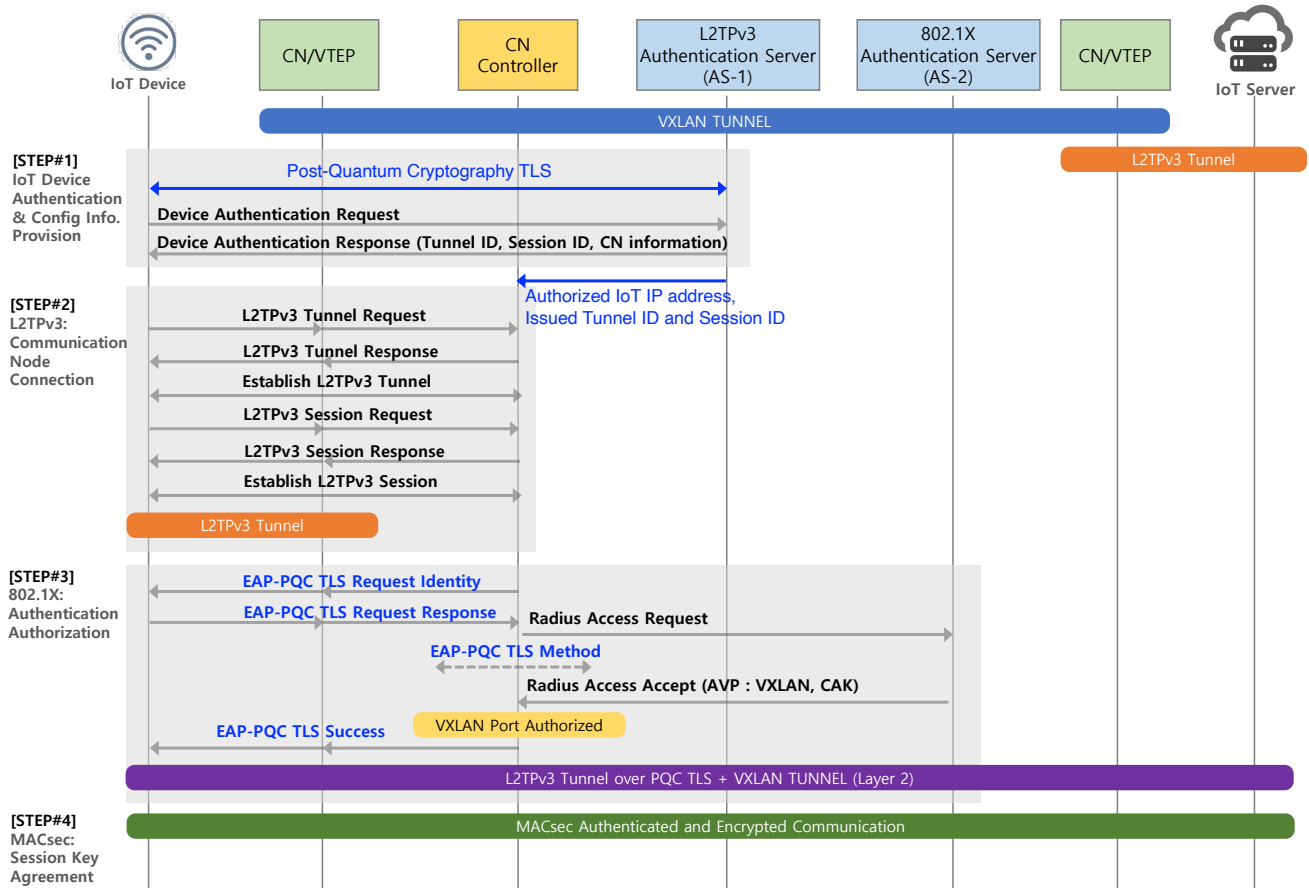 IoT Device
CN/VTEP
CN
Controller
L2TPv3
Authentication Server
(AS-1)
802.1X
Authentication Server
(AS-2)
CN/VTEP
IoT Server
VXLAN TUNNEL
[STEP#1]
IoT Device
Authentication
& Config Info.
Provision
L2TPv3 Tunnel
Post-Quantum Cryptography TLS
Device Authentication Request
Device Authentication Response (Tunnel ID, Session ID, CN information)
Authorized IoT IP address,
Issued Tunnel ID and Session ID
[STEP#2]
L2TPv3:
Communication
Node
Connection
L2TPv3 Tunnel Request
L2TPv3 Tunnel Response
Establish L2TPv3 Tunnel
L2TPv3 Session Request
L2TPv3 Session Response
Establish L2TPv3 Session
L2TPv3 Tunnel
[STEP#3]
802.1X:
Authentication
Authorization
EAP-PQC TLS Request Identity
EAP-PQC TLS Request Response
Radius Access Request
EAP-PQC TLS Method
Radius Access Accept (AVP : VXLAN, CAK)
VXLAN Port Authorized
EAP-PQC TLS Success
L2TPv3 Tunnel over PQC TLS + VXLAN TUNNEL (Layer 2)
[STEP#4]
MACsec:
Session Key
Agreement
MACsec Authenticated and Encrypted Communication